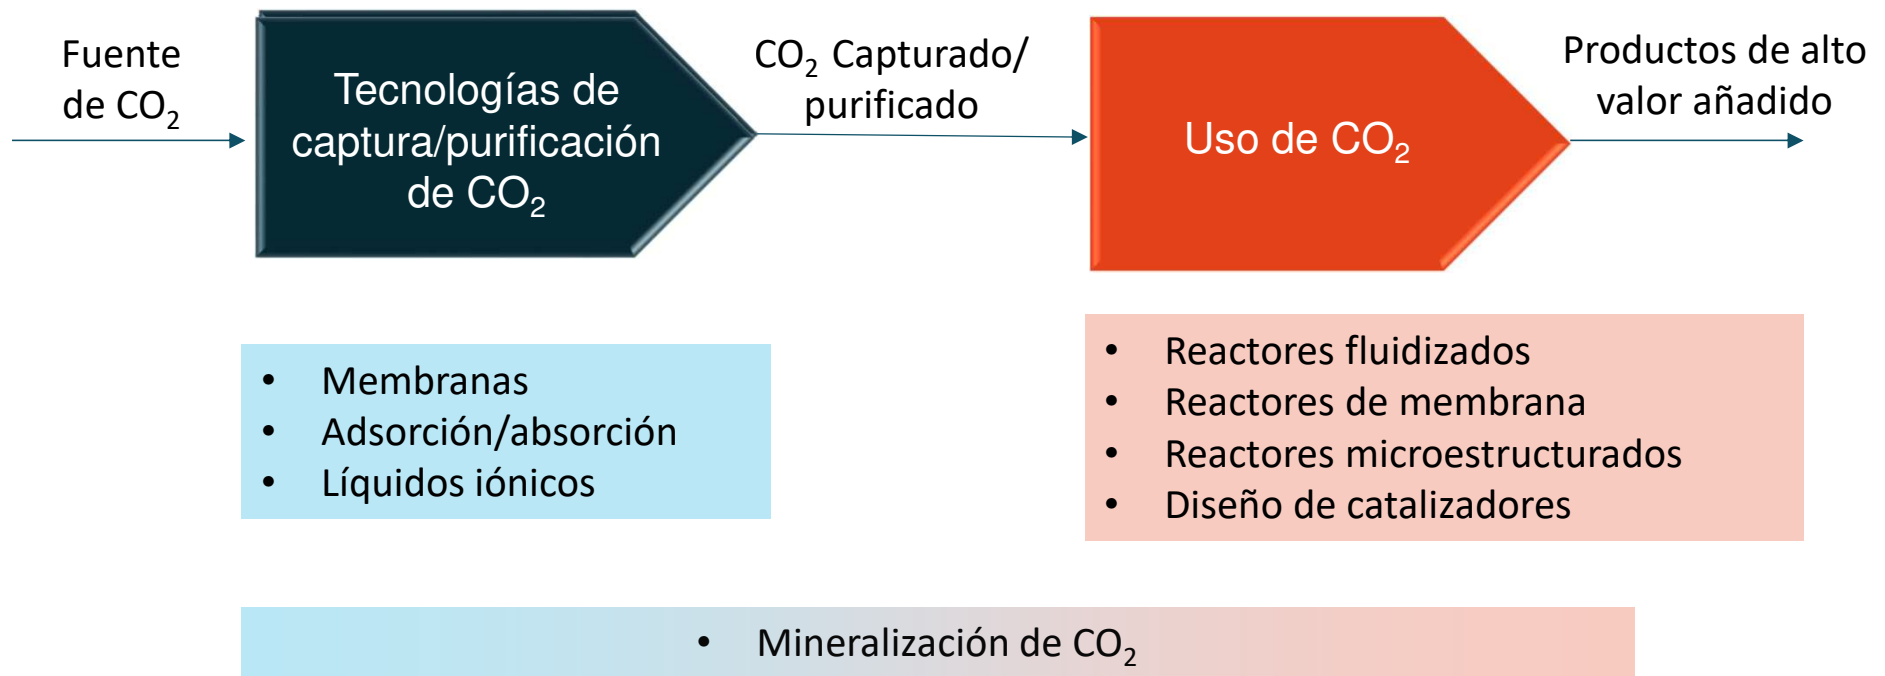 Fuente
de CO₂
Tecnologías de
captura/purificación
de CO₂
CO₂ Capturado/
purificado
Uso de CO₂
Productos de alto
valor añadido
• Membranas
• Adsorción/absorción
• Líquidos iónicos
• Reactores fluidizados
• Reactores de membrana
• Reactores microestructurados
• Diseño de catalizadores
• Mineralización de CO₂